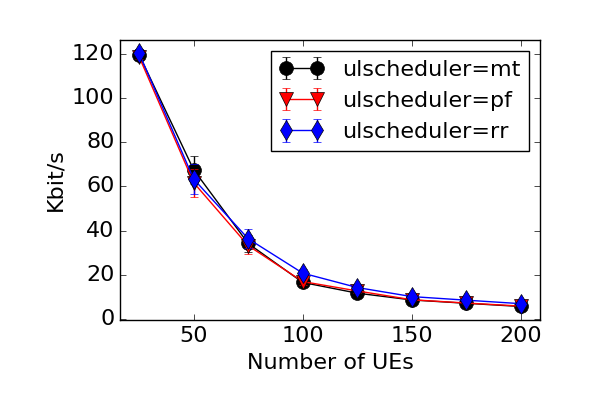 120
100
80
60
40
20
0
Kbit/s
ulscheduler=mt
ulscheduler=pf
ulscheduler=rr
50 100 150 200
Number of UEs